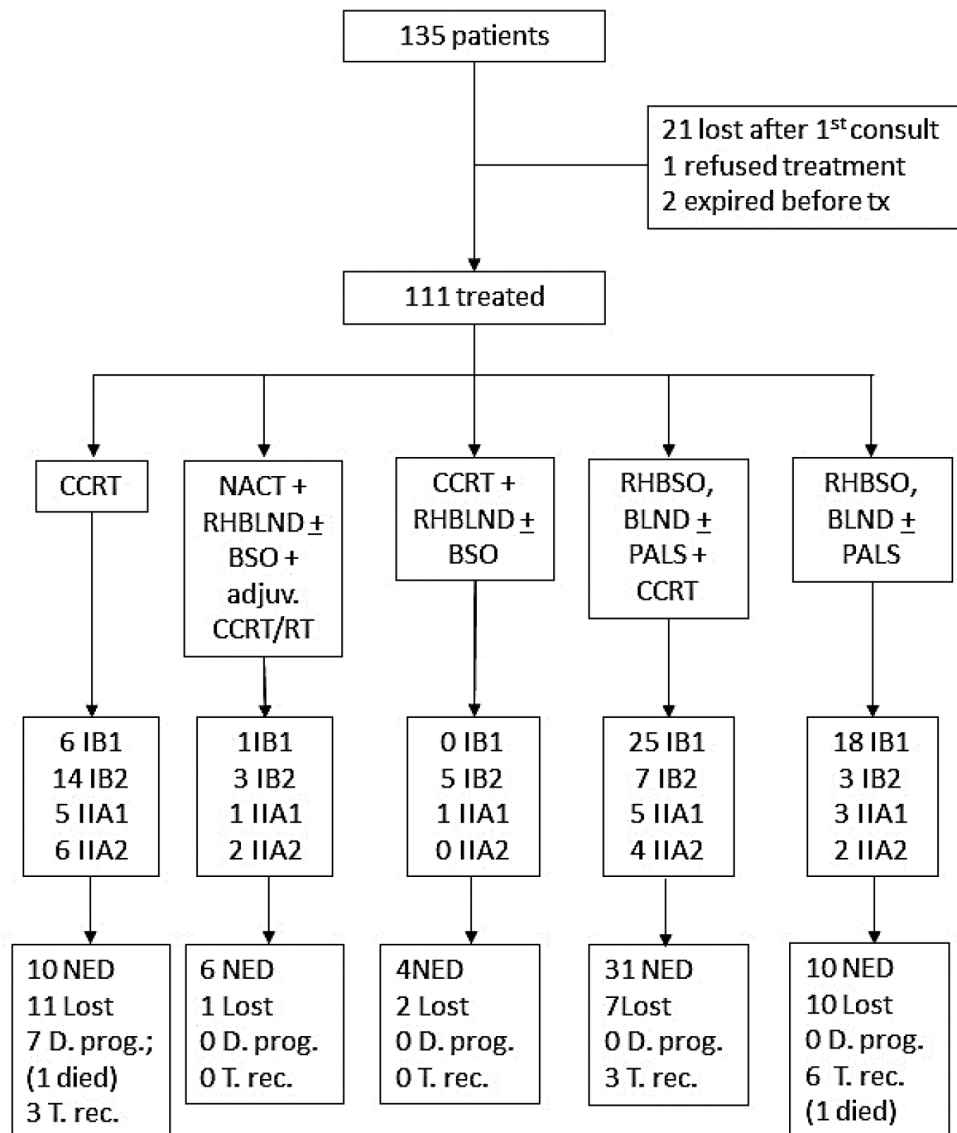 135 patients
21 lost after 1st consult
1 refused treatment
2 expired before tx
111 treated
CCRT
NACT +
RHBLND ±
BSO +
adjuv.
CCRT/RT
CCRT +
RHBLND ±
BSO
RHBSO,
BLND ±
PALS +
CCRT
RHBSO,
BLND ±
PALS
6 IB1
14 IB2
5 IIA1
6 IIA2
1IB1
3 IB2
1 IIA1
2 IIA2
0 IB1
5 IB2
1 IIA1
0 IIA2
25 IB1
7 IB2
5 IIA1
4 IIA2
18 IB1
3 IB2
3 IIA1
2 IIA2
10 NED
11 Lost
7 D. prog.;
(1 died)
3 T. rec.
6 NED
1 Lost
0 D. prog.
0 T. rec.
4NED
2 Lost
0 D. prog.
0 T. rec.
31 NED
7Lost
0 D. prog.
3 T. rec.
10 NED
10 Lost
0 D. prog.
6 T. rec.
(1 died)